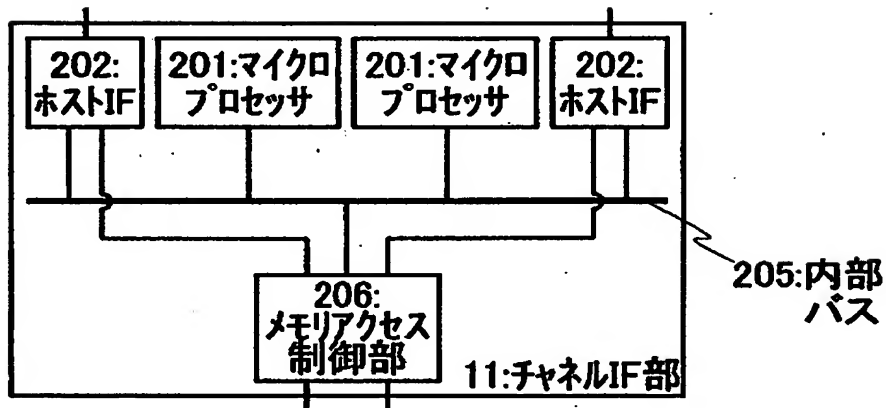 202:
ホストIF
201:マイクロ
プロセッサ
201:マイクロ
プロセッサ
202:
ホストIF
205:内部
バス
206:
メモリアクセス
制御部
11:チャネルIF部